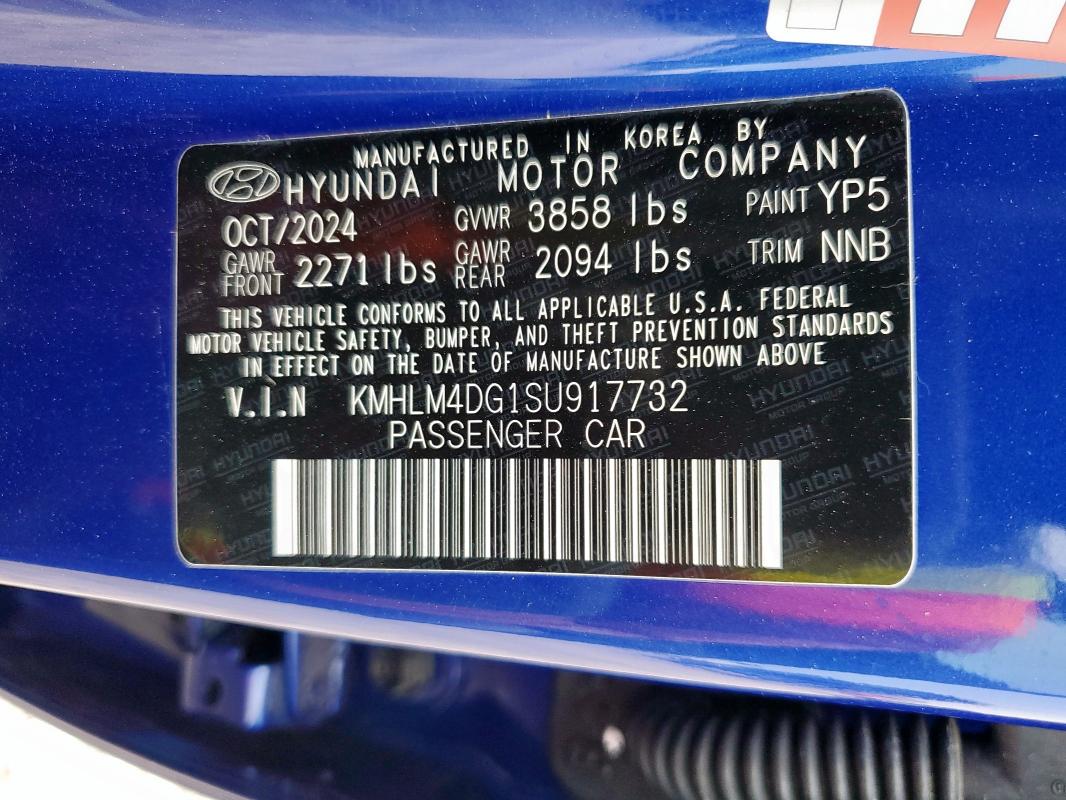 MANUFACTURED IN KOREA BY
HYUNDAI MOTOR COMPANY
OCT/2024 GVWR 3858 lbs PAINT YP5
GAWR FRONT 2271 lbs GAWR REAR 2094 lbs TRIM NNB
THIS VEHICLE CONFORMS TO ALL APPLICABLE U.S.A. FEDERAL
MOTOR VEHICLE SAFETY, BUMPER, AND THEFT PREVENTION STANDARDS
IN EFFECT ON THE DATE OF MANUFACTURE SHOWN ABOVE
V.I.N KMHLM4DG1SU917732
PASSENGER CAR